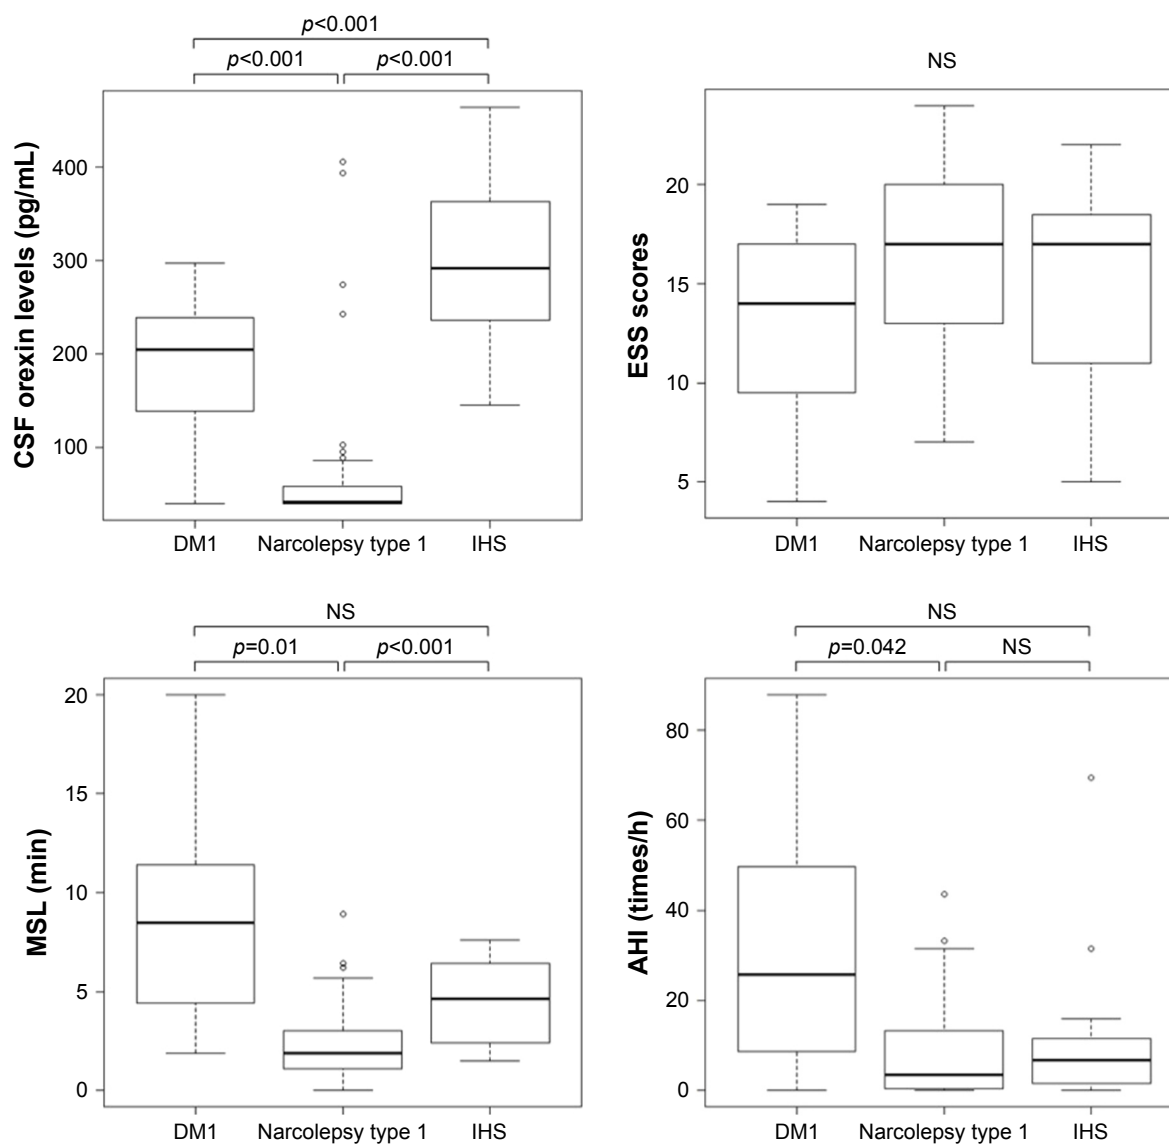 p<0.001
p<0.001 p<0.001
CSF orexin levels (pg/mL)
400
300
200
100
DM1 Narcolepsy type 1 IHS
NS
ESS scores
20
15
10
5
DM1 Narcolepsy type 1 IHS
NS
p=0.01 p<0.001
MSL (min)
20
15
10
5
0
DM1 Narcolepsy type 1 IHS
NS
p=0.042 NS
AHI (times/h)
80
60
40
20
0
DM1 Narcolepsy type 1 IHS